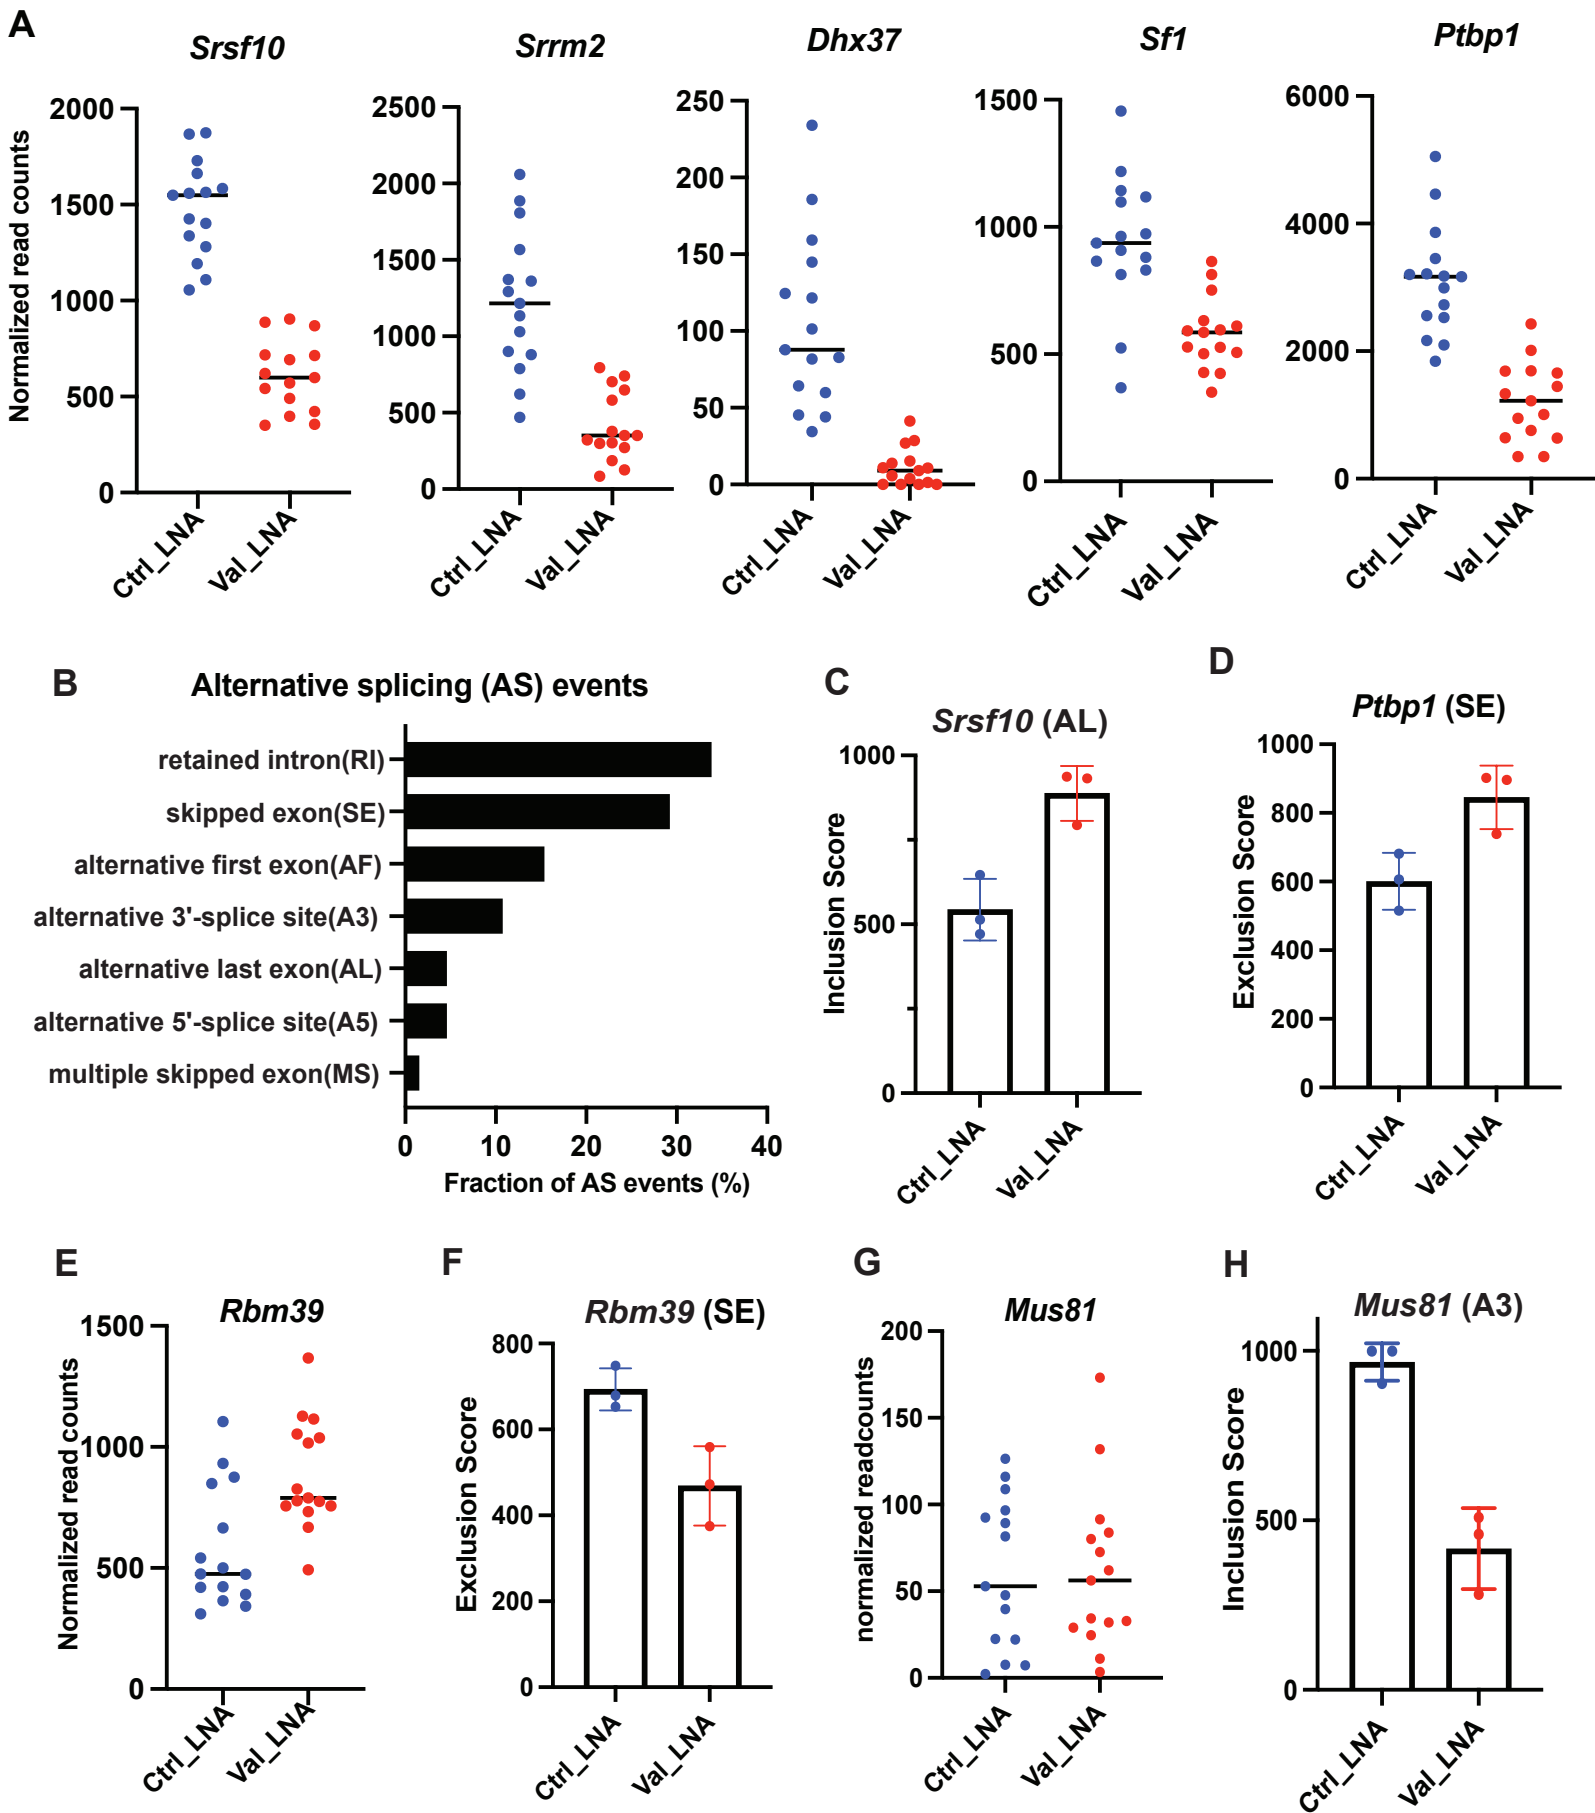 A
Srsf10
Srrm2
Dhx37
Sf1
Ptbp1
Normalized read counts
2000
1500
1000
500
0
Ctrl_LNA
Val_LNA
2500
2000
1500
1000
500
0
Ctrl_LNA
Val_LNA
250
200
150
100
50
0
Ctrl_LNA
Val_LNA
1500
1000
500
0
Ctrl_LNA
Val_LNA
6000
4000
2000
0
Ctrl_LNA
Val_LNA
B
Alternative splicing (AS) events
retained intron(RI)
skipped exon(SE)
alternative first exon(AF)
alternative 3'-splice site(A3)
alternative last exon(AL)
alternative 5'-splice site(A5)
multiple skipped exon(MS)
0 10 20 30 40
Fraction of AS events (%)
C
Srsf10 (AL)
Inclusion Score
1000
500
0
Ctrl_LNA
Val_LNA
D
Ptbp1 (SE)
Exclusion Score
1000
800
600
400
200
0
Ctrl_LNA
Val_LNA
E
Rbm39
Normalized read counts
1500
1000
500
0
Ctrl_LNA
Val_LNA
F
Rbm39 (SE)
Exclusion Score
800
600
400
200
0
Ctrl_LNA
Val_LNA
G
Mus81
normalized readcounts
200
150
100
50
0
Ctrl_LNA
Val_LNA
H
Mus81 (A3)
Inclusion Score
1000
500
0
Ctrl_LNA
Val_LNA